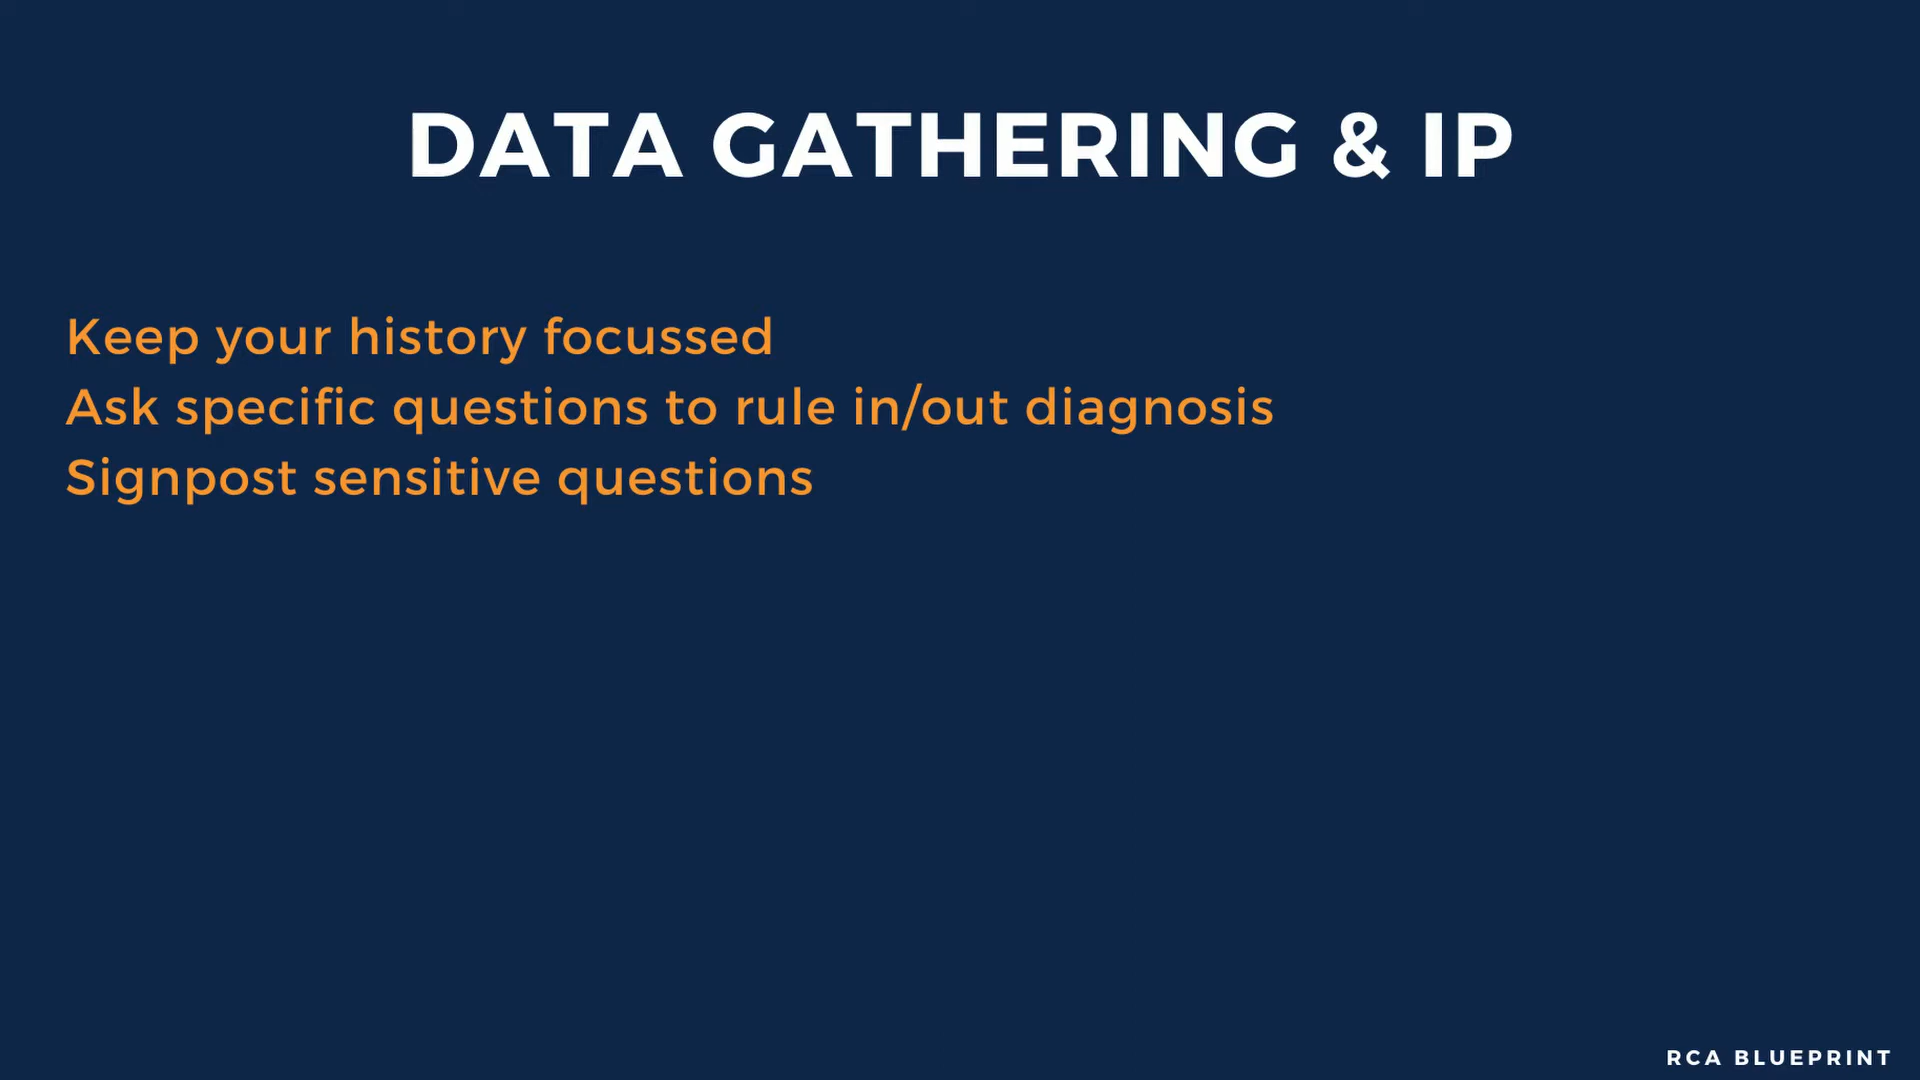 DATA GATHERING & IP
Keep your history focussed
Ask specific questions to rule in/out diagnosis
Signpost sensitive questions
RCA BLUEPRINT